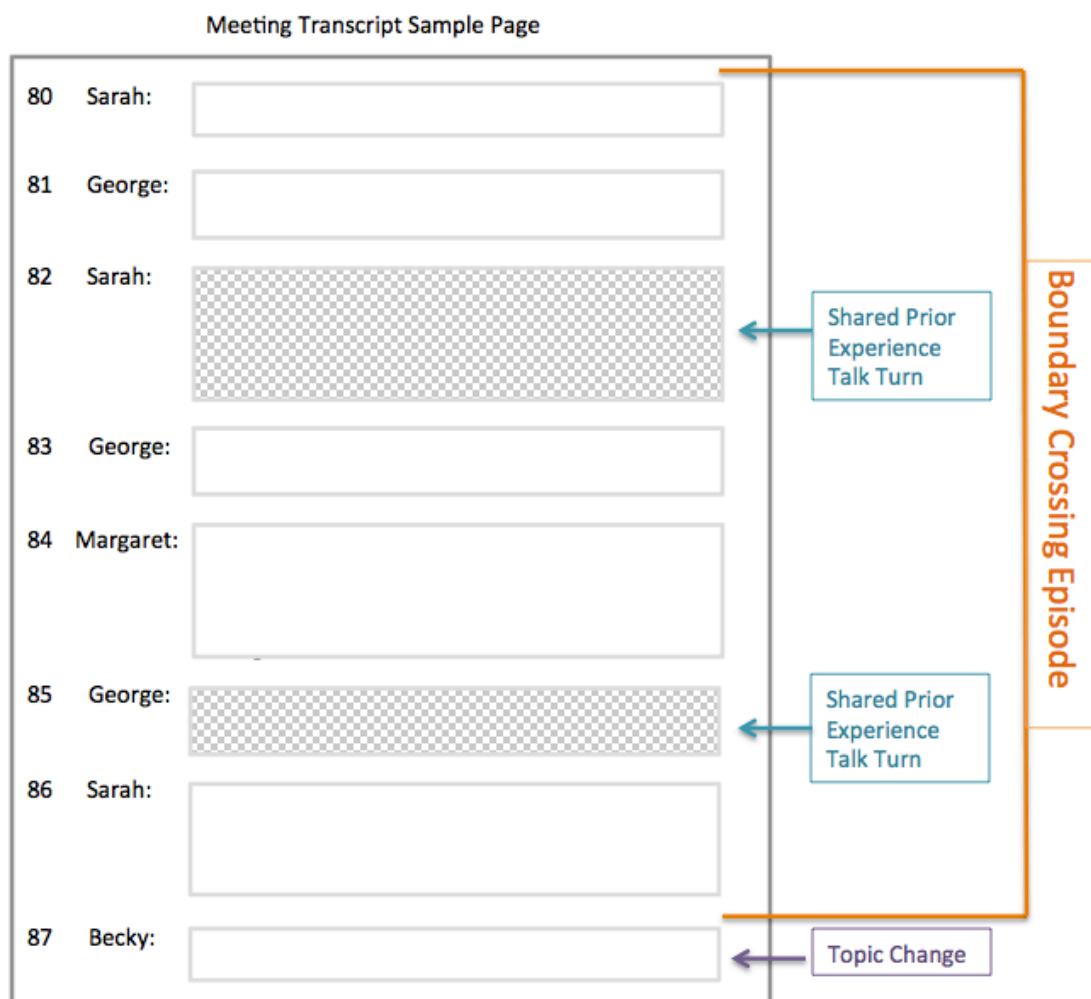 Meeting Transcript Sample Page
80 Sarah:
81 George:
82 Sarah:
Shared Prior
Experience
Talk Turn
83 George:
84 Margaret:
85 George:
Shared Prior
Experience
Talk Turn
86 Sarah:
87 Becky:
Topic Change
Boundary Crossing Episode